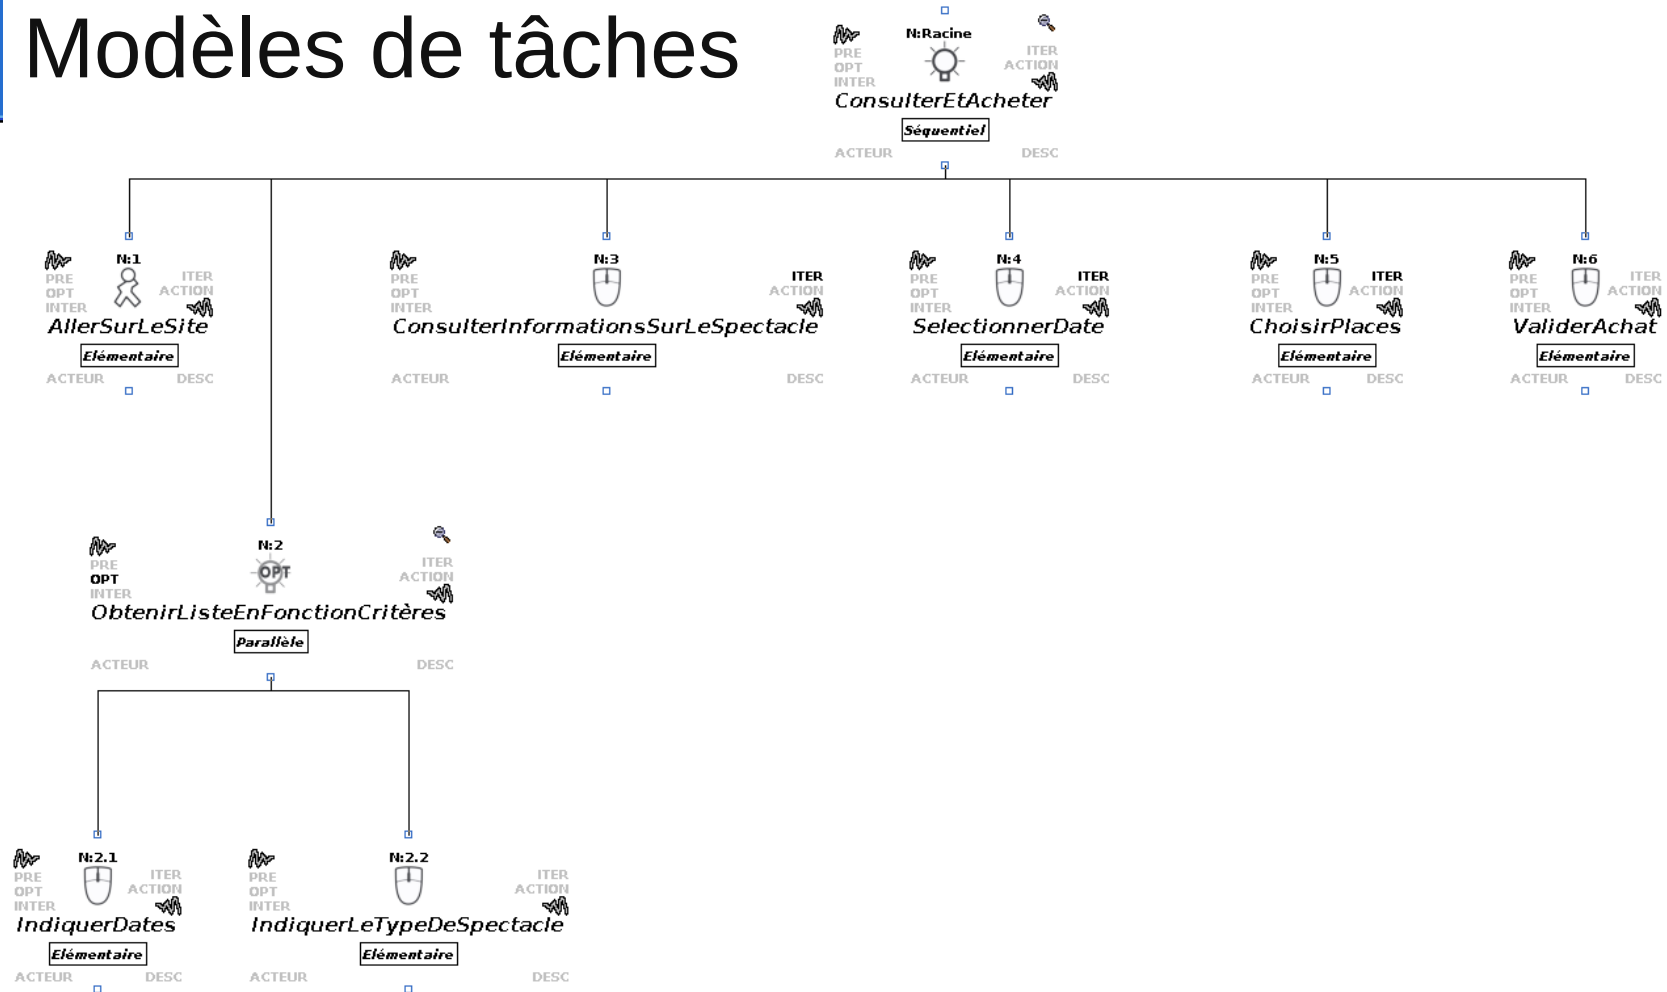 Modèles de tâches
N:Racine
PRE
OPT
INTER
ITER
ACTION
ConsulterEtAcheter
Séquentiel
ACTEUR DESC
N:1
PRE
OPT
INTER
ITER
ACTION
AllerSurLeSite
Elémentaire
ACTEUR DESC
N:3
PRE
OPT
INTER
ITER
ACTION
ConsulterInformationsSurLeSpectacle
Elémentaire
ACTEUR DESC
N:4
PRE
OPT
INTER
ITER
ACTION
SelectionnerDate
Elémentaire
ACTEUR DESC
N:5
PRE
OPT
INTER
ITER
ACTION
ChoisirPlaces
Elémentaire
ACTEUR DESC
N:6
PRE
OPT
INTER
ITER
ACTION
ValiderAchat
Elémentaire
ACTEUR DESC
N:2
PRE
OPT
INTER
OPT
ITER
ACTION
ObtenirListeEnFonctionCritères
Parallèle
ACTEUR DESC
N:2.1
PRE
OPT
INTER
ITER
ACTION
IndiquerDates
Elémentaire
ACTEUR DESC
N:2.2
PRE
OPT
INTER
ITER
ACTION
IndiquerLeTypeDeSpectacle
Elémentaire
ACTEUR DESC